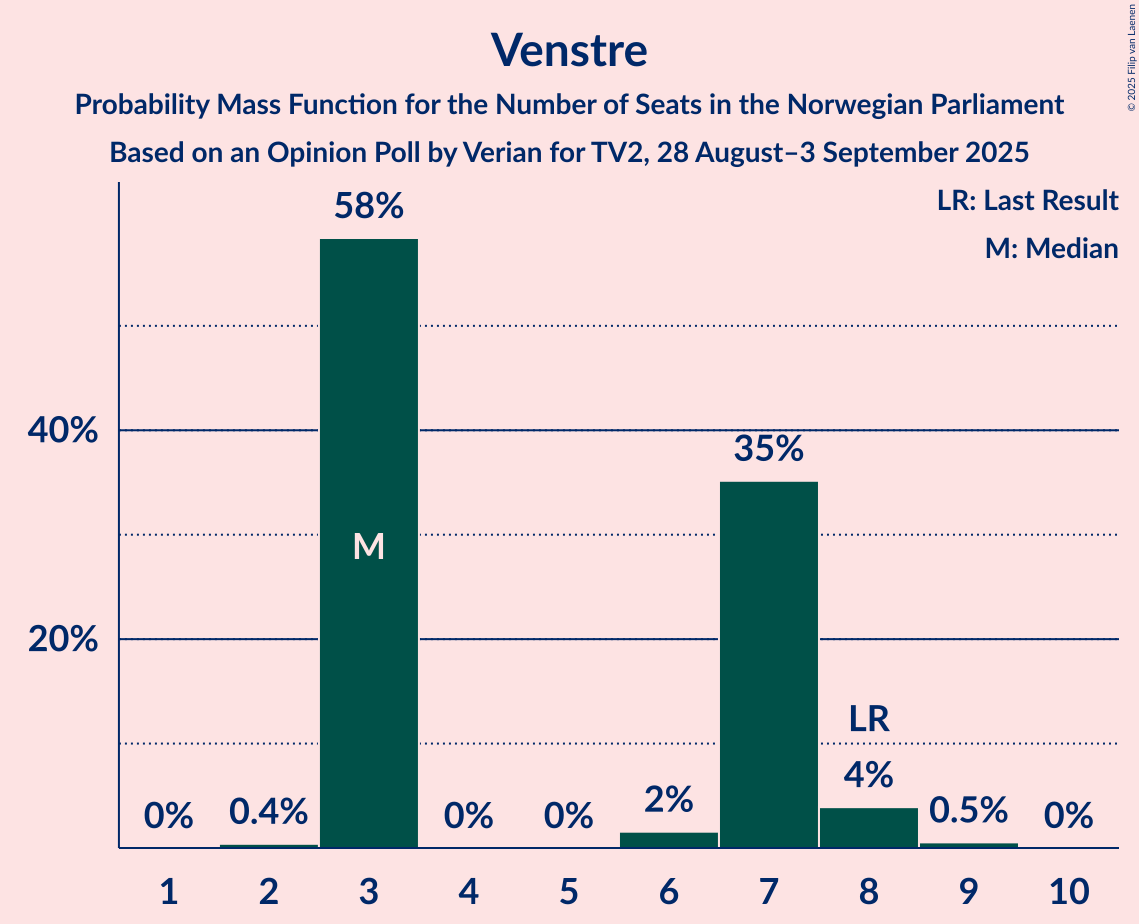 Venstre
Probability Mass Function for the Number of Seats in the Norwegian Parliament
Based on an Opinion Poll by Verian for TV2, 28 August–3 September 2025
© 2025 Filip van Laenen
LR: Last Result
M: Median
58%
40%
35%
M
20%
LR
4%
2%
0% 0.4% 0% 0% 0.5% 0%
1 2 3 4 5 6 7 8 9 10